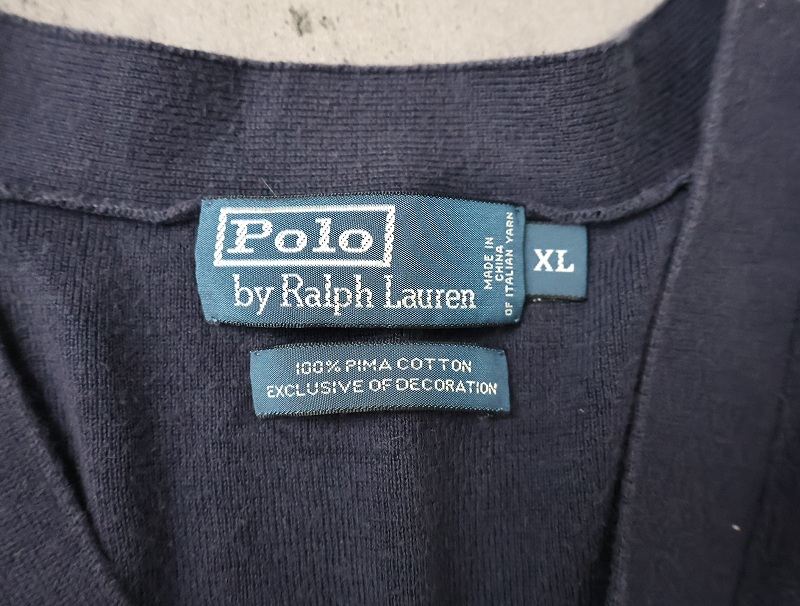 Polo
by Ralph Lauren
MADE IN
CHINA
OF ITALIAN YARN
XL
100% PIMA COTTON
EXCLUSIVE OF DECORATION